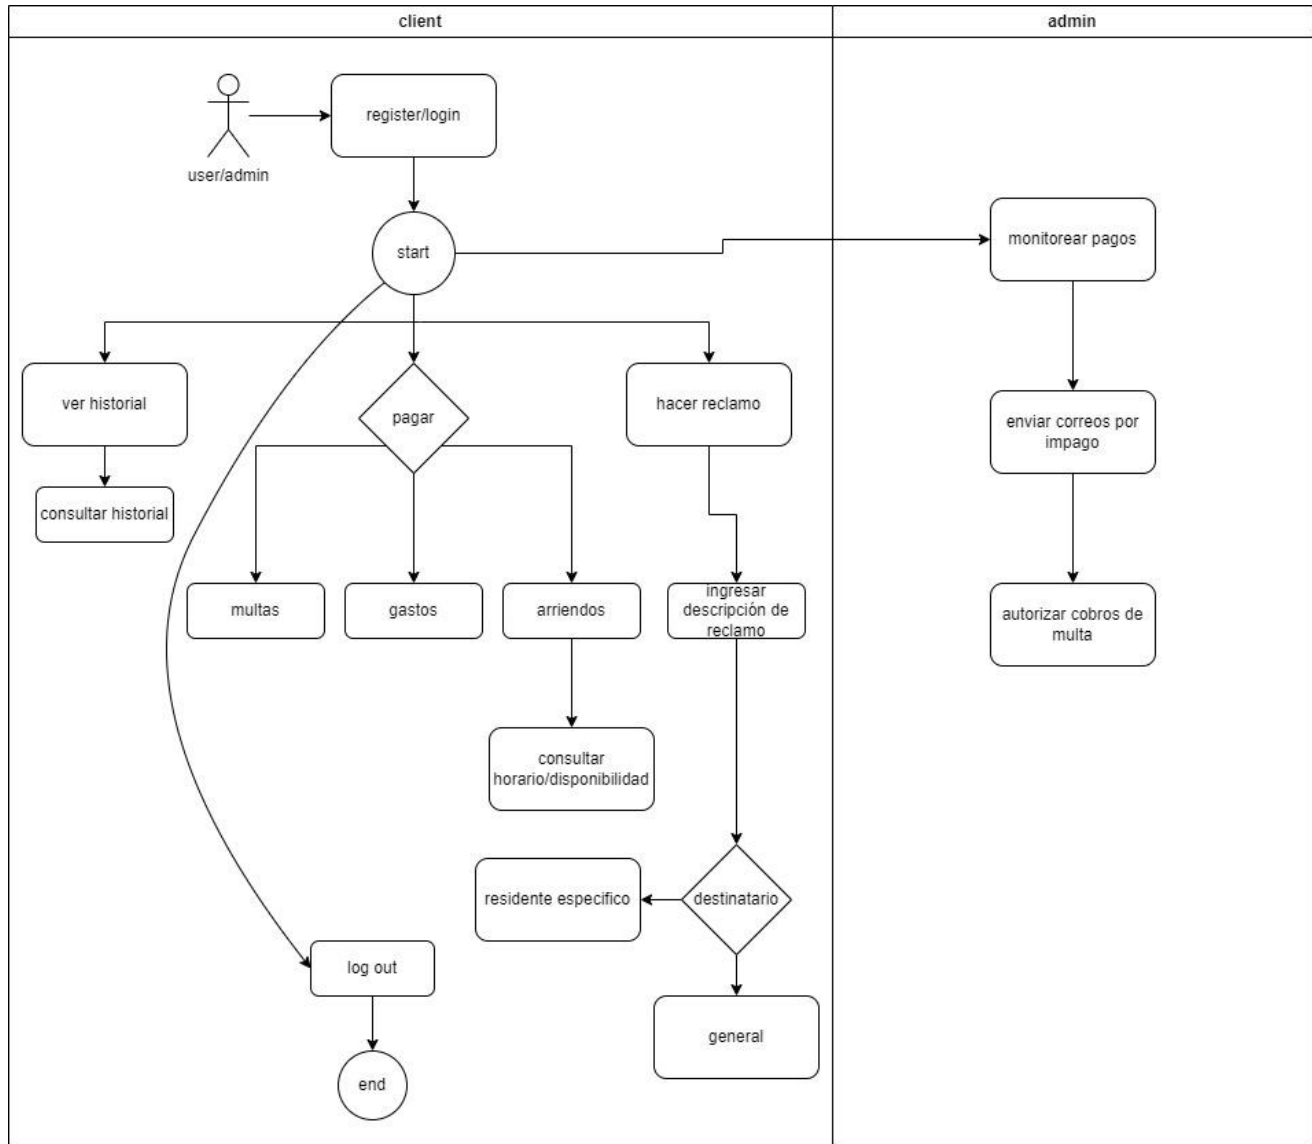 client
admin
register/login
user/admin
start
monitorear pagos
ver historial
pagar
hacer reclamo
enviar correos por
impago
consultar historial
multas
gastos
arriendos
ingresar
descripción de
reclamo
autorizar cobros de
multa
consultar
horario/disponibilidad
residente especifico
destinatario
log out
general
end